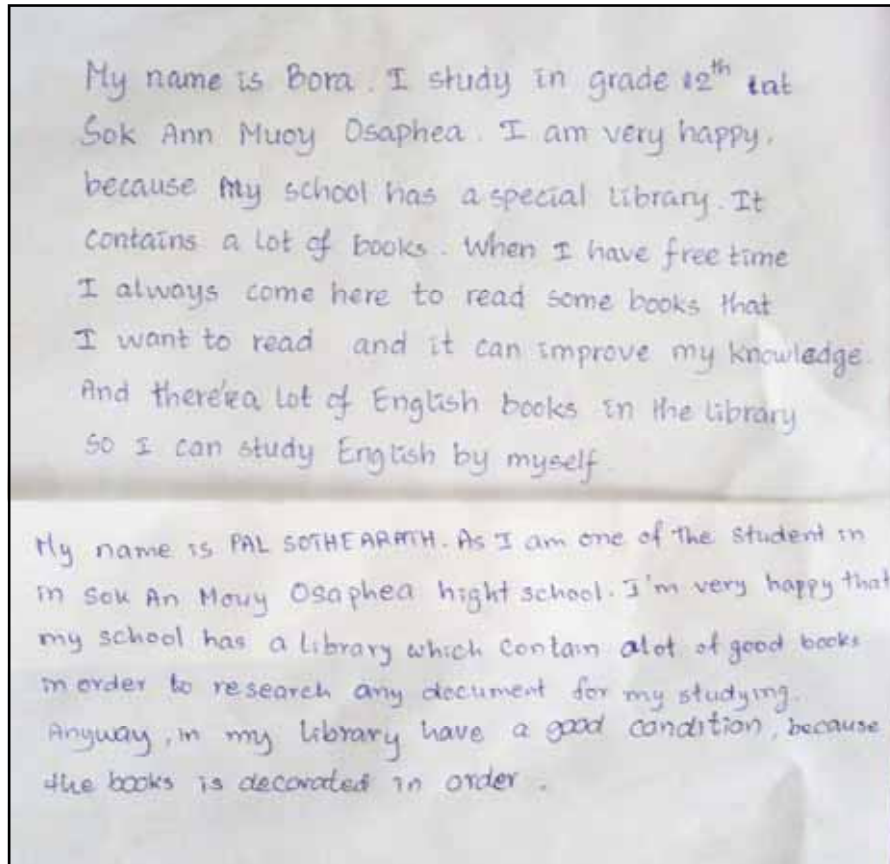 My name is Bora. I study in grade 12th at
Sok Ann Muoy Osaphea. I am very happy,
because my school has a special library. It
contains a lot of books. When I have free time
I always come here to read some books that
I want to read and it can improve my knowledge.
And there're a lot of English books in the library
so I can study English by myself
My name is PAL SOTHEARATH. As I am one of the student in
in Sok An Mouy Osaphea hight school. I'm very happy that
my school has a library which contain alot of good books
in order to research any document for my studying.
Anyway, in my library have a good condition, because
the books is decorated in order.